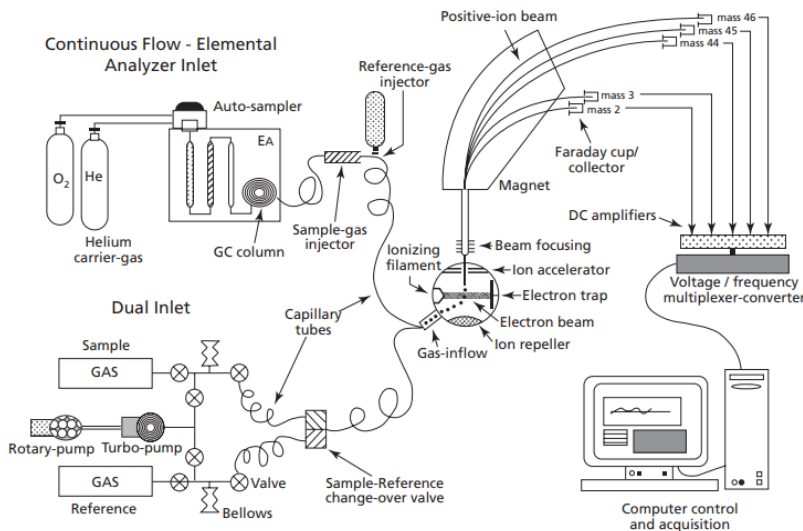 Continuous Flow - Elemental
Analyzer Inlet
Auto-sampler
EA
O2
He
Helium
carrier-gas
GC column
Sample-gas
injector
Reference-gas
injector
Positive-ion beam
mass 46
mass 45
mass 44
mass 3
mass 2
Faraday cup/
collector
Magnet
DC amplifiers
Voltage / frequency
multiplexer-converter
Beam focusing
Ionizing
filament
Ion accelerator
Electron trap
Electron beam
Ion repeller
Gas-inflow
Capillary
tubes
Dual Inlet
Sample
GAS
Rotary-pump
Turbo-pump
GAS
Reference
Valve
Bellows
Sample-Reference
change-over valve
Computer control
and acquisition